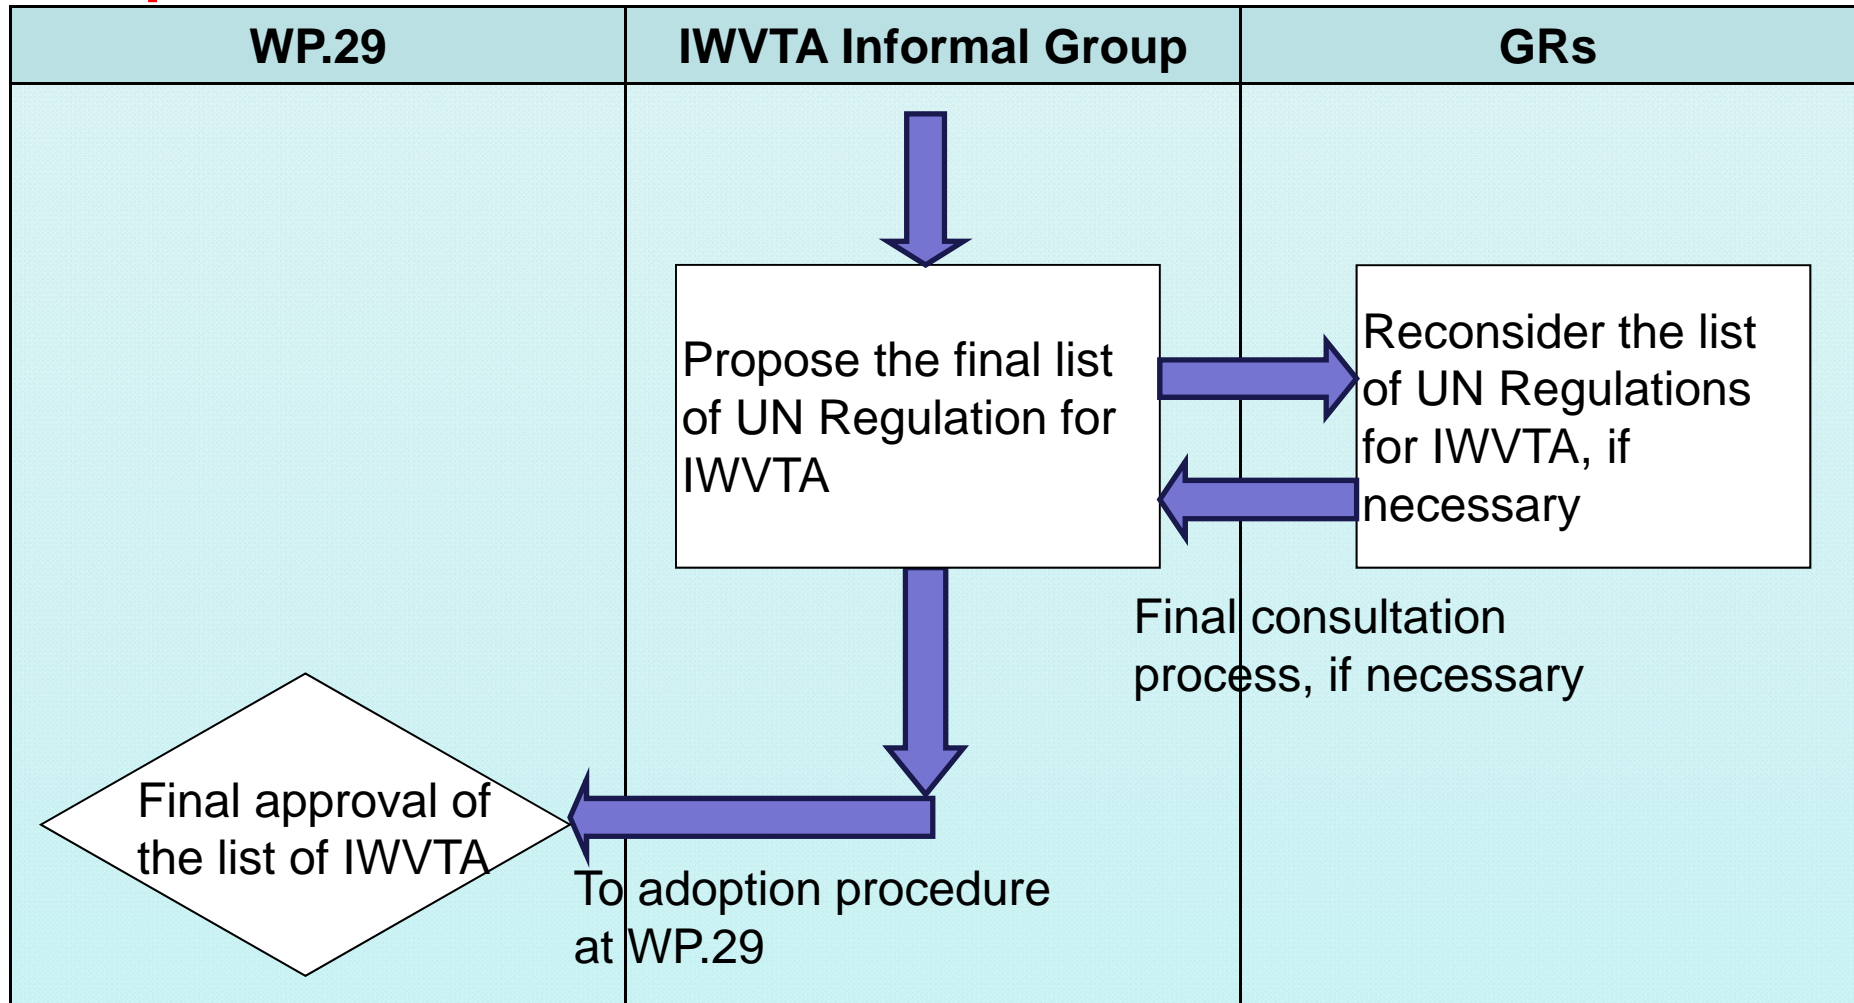 WP.29
IWVTA Informal Group
GRs
Propose the final list
of UN Regulation for
IWVTA
Reconsider the list
of UN Regulations
for IWVTA, if
necessary
Final consultation
process, if necessary
Final approval of
the list of IWVTA
To adoption procedure
at WP.29